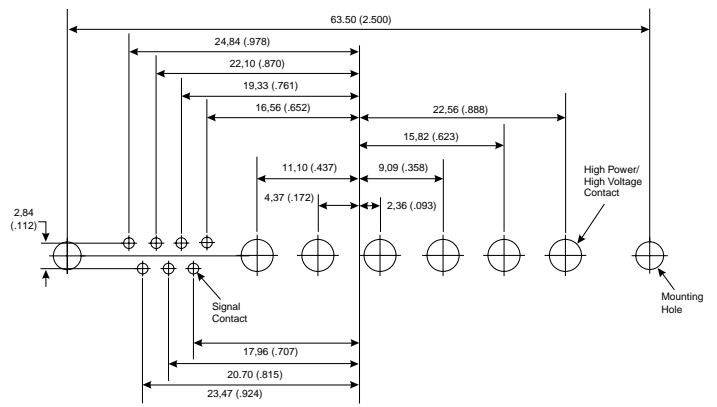 63.50 (2.500)
24,84 (.978)
22,10 (.870)
19,33 (.761)
16,56 (.652)
22,56 (.888)
15,82 (.623)
11,10 (.437)
9,09 (.358)
High Power/
High Voltage
Contact
4,37 (.172)
2,36 (.093)
2,84
(.112)
Signal
Contact
Mounting
Hole
17,96 (.707)
20.70 (.815)
23,47 (.924)